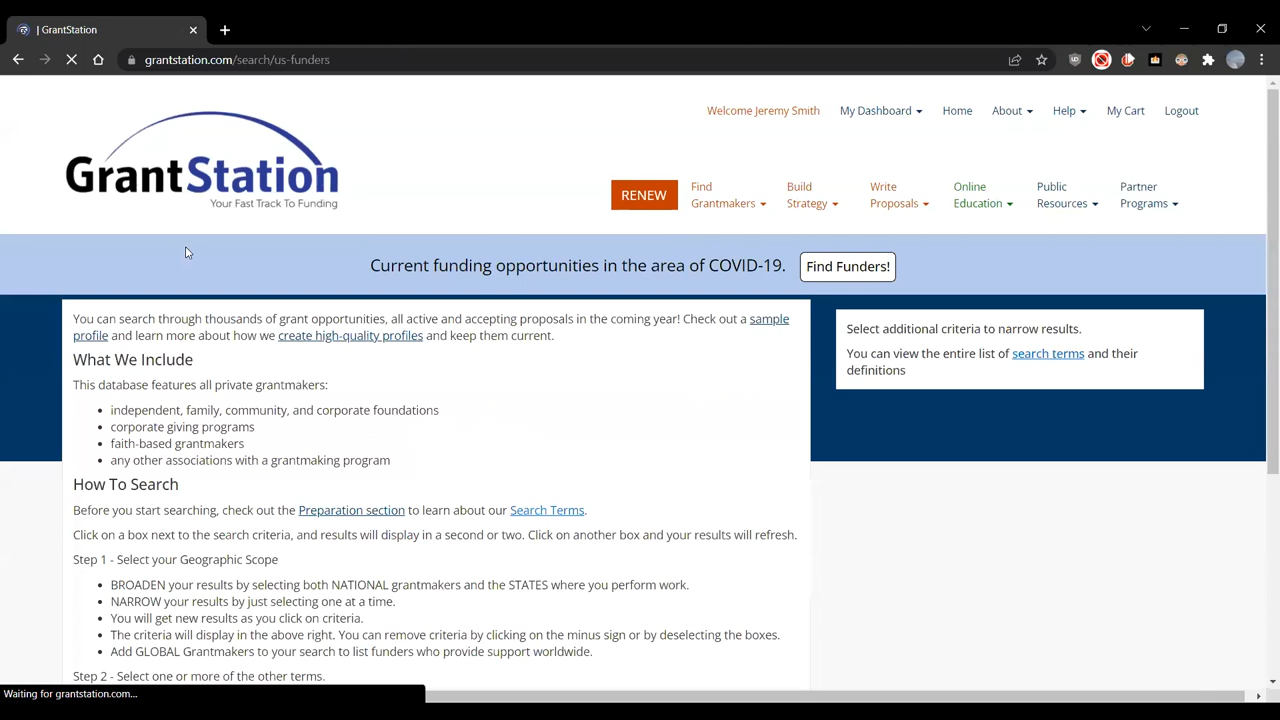 | GrantStation
grantstation.com/search/us-funders
Welcome Jeremy Smith My Dashboard Home About Help My Cart Logout
GrantStation
Your Fast Track To Funding
RENEW Find Grantmakers Build Strategy Write Proposals Online Education Public Resources Partner Programs
Current funding opportunities in the area of COVID-19. Find Funders!
You can search through thousands of grant opportunities, all active and accepting proposals in the coming year! Check out a sample
profile and learn more about how we create high-quality profiles and keep them current.
What We Include
This database features all private grantmakers:
• independent, family, community, and corporate foundations
• corporate giving programs
• faith-based grantmakers
• any other associations with a grantmaking program
How To Search
Before you start searching, check out the Preparation section to learn about our Search Terms.
Click on a box next to the search criteria, and results will display in a second or two. Click on another box and your results will refresh.
Step 1 - Select your Geographic Scope
• BROADEN your results by selecting both NATIONAL grantmakers and the STATES where you perform work.
• NARROW your results by just selecting one at a time.
• You will get new results as you click on criteria.
• The criteria will display in the above right. You can remove criteria by clicking on the minus sign or by deselecting the boxes.
• Add GLOBAL Grantmakers to your search to list funders who provide support worldwide.
Step 2 - Select one or more of the other terms.
Select additional criteria to narrow results.
You can view the entire list of search terms and their
definitions
Waiting for grantstation.com...